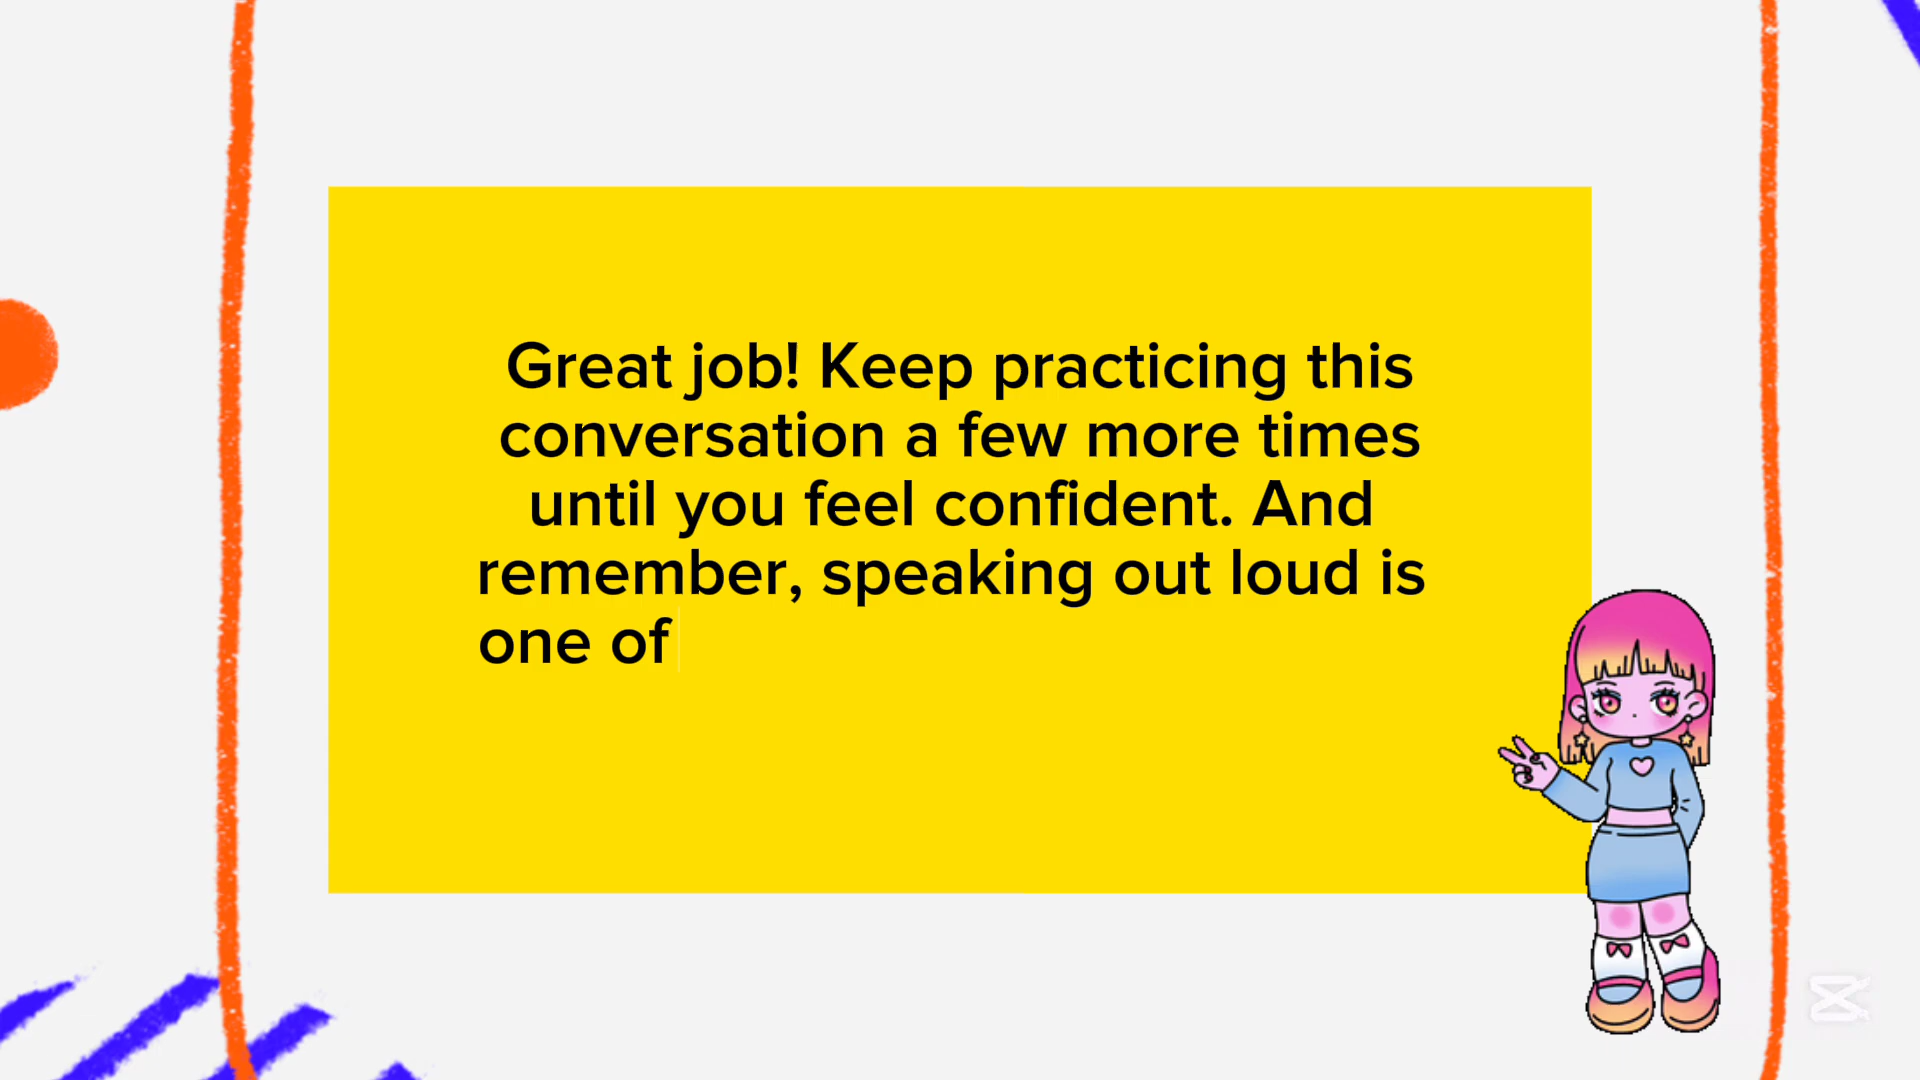 Great job! Keep practicing this
conversation a few more times
until you feel confident. And
remember, speaking out loud is
one of